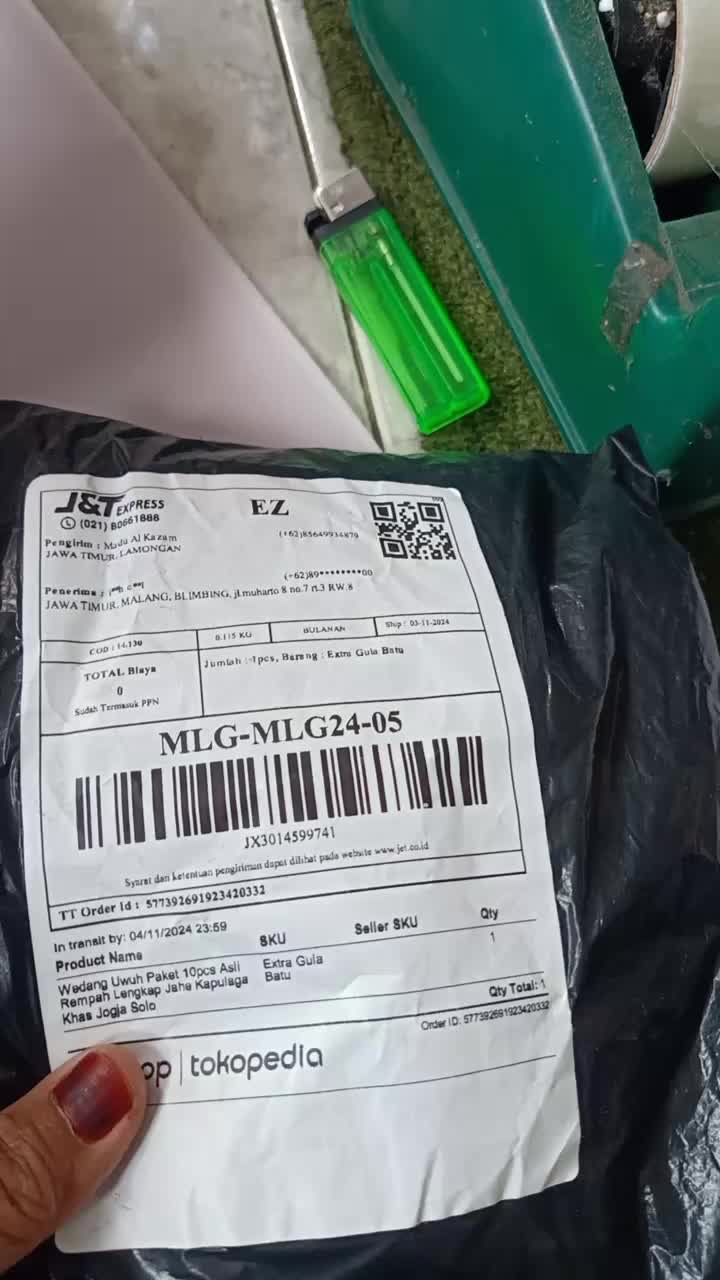 J&T EXPRESS
(021) 80661888
EZ
Pengirim : Madu Al Kazam
(+62)85649934879
JAWA TIMUR, LAMONGAN
(+62)89********00
Penerima :
JAWA TIMUR, MALANG, BLIMBING, jl.muharto 8 no.7 rt.3 RW.8
COD : 14.130
0.115 KG
BULANAN
Ship : 03-11-2024
TOTAL Biaya
0
Sudah Termasuk PPN
Jumlah :-1pcs, Barang : Extra Gula Batu
MLG-MLG24-05
JX3014599741
Syarat dan ketentuan pengiriman dapat dilihat pada website www.jet.co.id
TT Order Id : 577392691923420332
In transit by: 04/11/2024 23:59
Product Name
SKU
Seller SKU
Qty
Wedang Uwuh Paket 10pcs Asli
Rempah Lengkap Jahe Kapulaga
Khas Jogja Solo
Extra Gula
Batu
1
Qty Total: 1
Order ID: 577392691923420332
op | tokopedia